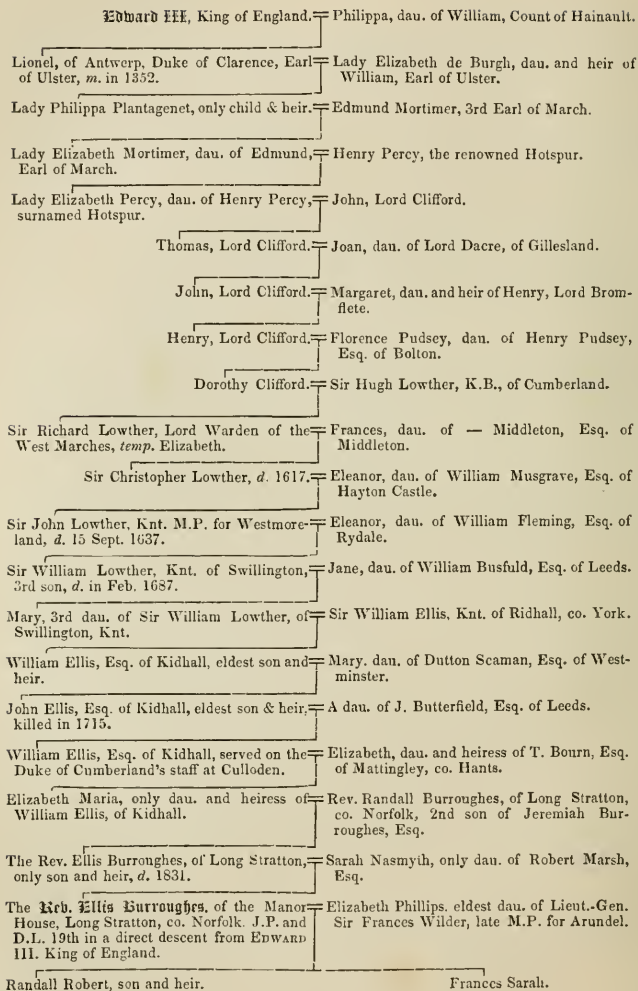 Edward III, King of England. = Philippa, dau. of William, Count of Hainault.
Lionel, of Antwerp, Duke of Clarence, Earl
of Ulster, m. in 1352.
Lady Elizabeth de Burgh, dau. and heir of
William, Earl of Ulster.
Lady Philippa Plantagenet, only child & heir. = Edmund Mortimer, 3rd Earl of March.
Lady Elizabeth Mortimer, dau. of Edmund,
Earl of March.
Henry Percy, the renowned Hotspur.
Lady Elizabeth Percy, dau. of Henry Percy,
surnamed Hotspur.
John, Lord Clifford.
Thomas, Lord Clifford. = Joan, dau. of Lord Dacre, of Gillesland.
John, Lord Clifford. = Margaret, dau. and heir of Henry, Lord Brom-
flete.
Henry, Lord Clifford. = Florence Pudsey, dau. of Henry Pudsey,
Esq. of Bolton.
Dorothy Clifford. = Sir Hugh Lowther, K.B., of Cumberland.
Sir Richard Lowther, Lord Warden of the
West Marches, temp. Elizabeth.
Frances, dau. of — Middleton, Esq. of
Middleton.
Sir Christopher Lowther, d. 1617. = Eleanor, dau. of William Musgrave, Esq. of
Hayton Castle.
Sir John Lowther, Knt. M.P. for Westmore-
land, d. 15 Sept. 1637.
Eleanor, dau. of William Fleming, Esq. of
Rydale.
Sir William Lowther, Knt. of Swillington,
3rd son, d. in Feb. 1687.
Jane, dau. of William Busfuld, Esq. of Leeds.
Mary, 3rd dau. of Sir William Lowther, of
Swillington, Knt.
Sir William Ellis, Knt. of Ridhall, co. York.
William Ellis, Esq. of Kidhall, eldest son and
heir.
Mary. dau. of Dutton Scaman, Esq. of West-
minster.
John Ellis, Esq. of Kidhall, eldest son & heir,
killed in 1715.
A dau. of J. Butterfield, Esq. of Leeds.
William Ellis, Esq. of Kidhall, served on the
Duke of Cumberland's staff at Culloden.
Elizabeth, dau. and heiress of T. Bourn, Esq.
of Mattingley, co. Hants.
Elizabeth Maria, only dau. and heiress of
William Ellis, of Kidhall.
Rev. Randall Burroughes, of Long Stratton,
co. Norfolk, 2nd son of Jeremiah Bur-
roughes, Esq.
The Rev. Ellis Burroughes, of Long Stratton,
only son and heir, d. 1831.
Sarah Nasmyth, only dau. of Robert Marsh,
Esq.
The Rev. Ellis Burroughes, of the Manor
House, Long Stratton, co. Norfolk. J.P. and
D.L. 19th in a direct descent from EDWARD
III. King of England.
Elizabeth Phillips. eldest dau. of Lieut.-Gen.
Sir Frances Wilder, late M.P. for Arundel.
Randall Robert, son and heir.
Frances Sarah.